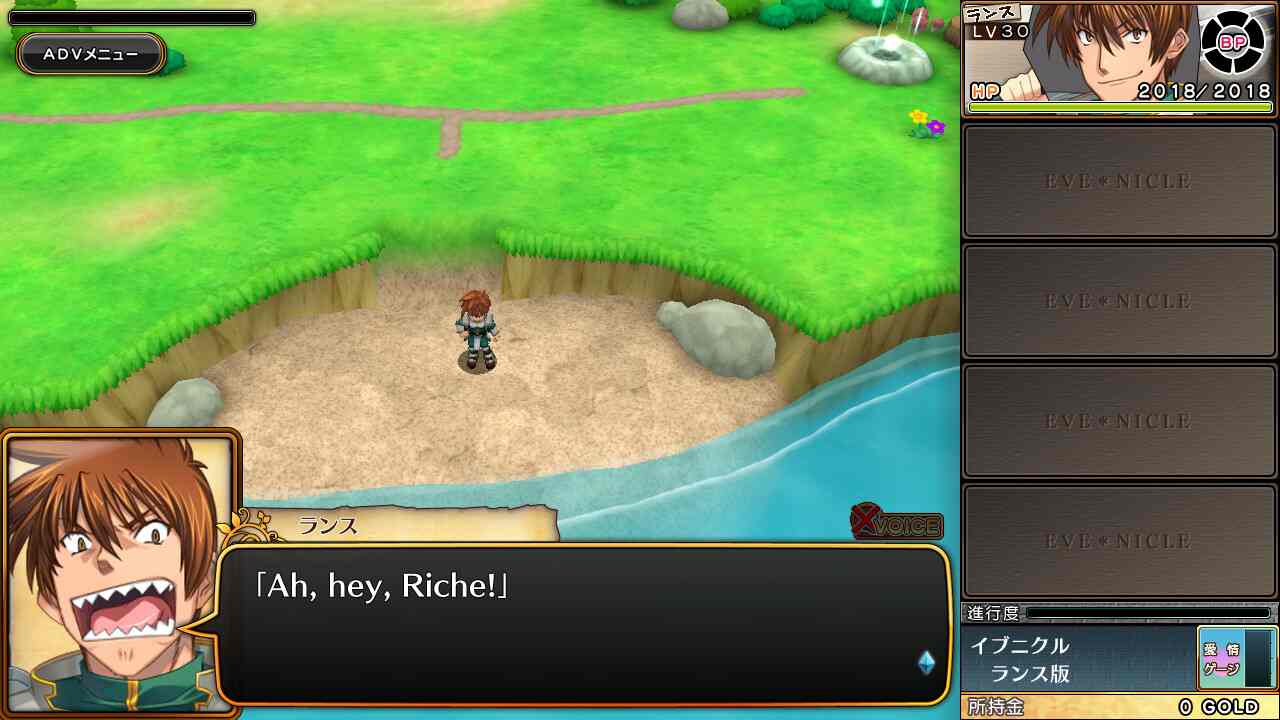 ADVメニュー
ランス
LV30
BP
HP
2018/2018
EVE*NICLE
EVE*NICLE
EVE*NICLE
EVE*NICLE
ランス
VOICE
「Ah, hey, Riche!」
進行度
イブニクル
ランス版
愛情
ゲージ
所持金
0 GOLD